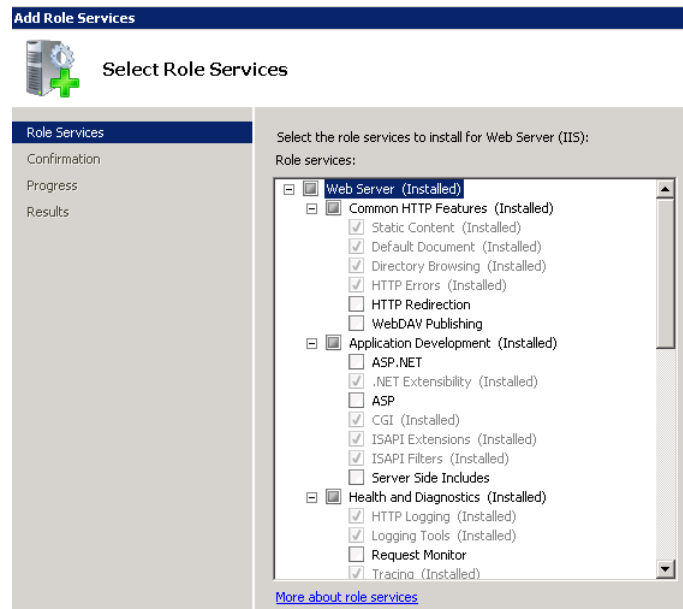 Add Role Services
Select Role Services
Role Services
Confirmation
Progress
Results
Select the role services to install for Web Server (IIS):
Role services:
Web Server (Installed)
Common HTTP Features (Installed)
Static Content (Installed)
Default Document (Installed)
Directory Browsing (Installed)
HTTP Errors (Installed)
HTTP Redirection
WebDAV Publishing
Application Development (Installed)
ASP.NET
.NET Extensibility (Installed)
ASP
CGI (Installed)
ISAPI Extensions (Installed)
ISAPI Filters (Installed)
Server Side Includes
Health and Diagnostics (Installed)
HTTP Logging (Installed)
Logging Tools (Installed)
Request Monitor
Tracing (Installed)
More about role services